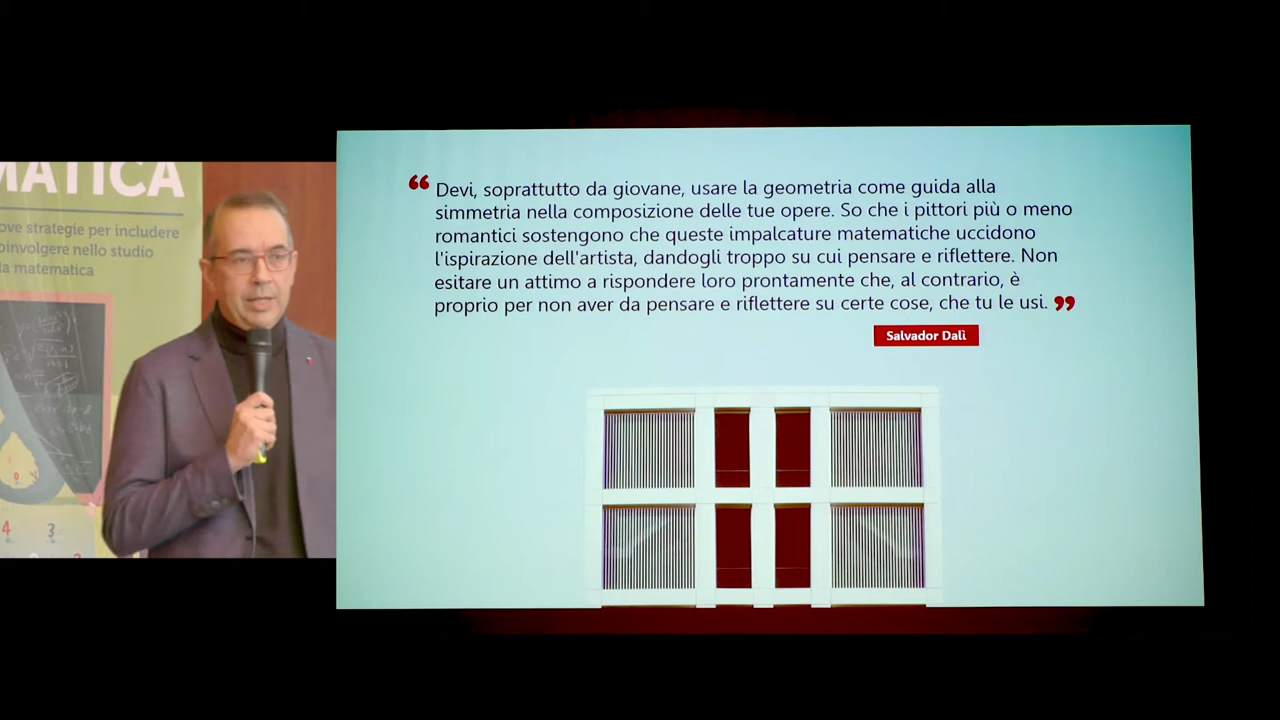 MATICA
ove strategie per includere
oinvolgere nello studio
la matematica
4 3
“ Devi, soprattutto da giovane, usare la geometria come guida alla
simmetria nella composizione delle tue opere. So che i pittori più o meno
romantici sostengono che queste impalcature matematiche uccidono
l'ispirazione dell'artista, dandogli troppo su cui pensare e riflettere. Non
esitare un attimo a rispondere loro prontamente che, al contrario, è
proprio per non aver da pensare e riflettere su certe cose, che tu le usi. ”
Salvador Dalì